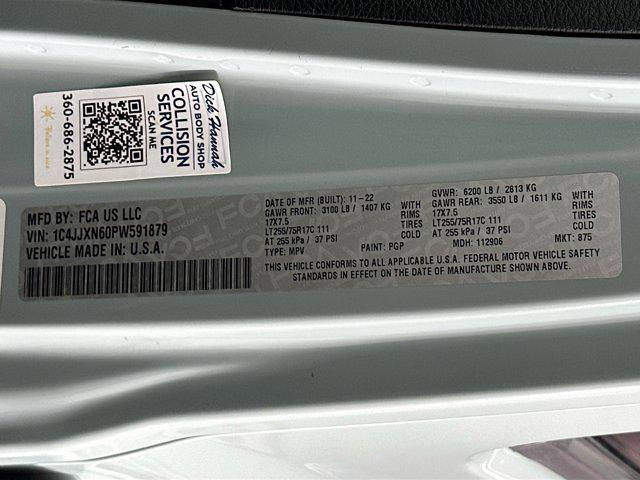 Dick Hannah
AUTO BODY SHOP
COLLISION
SERVICES
SCAN ME
360-686-2875
MFD BY: FCA US LLC
VIN: 1C4JJXN60PW591879
VEHICLE MADE IN U.S.A.
DATE OF MFR (BUILT): 11-22
GAWR FRONT: 3100 LB / 1407 KG WITH
17X7.5 RIMS
LT255/75R17C 111 TIRES
AT 255 kPa / 37 PSI COLD
TYPE: MPV PAINT: PGP
GVWR: 6200 LB / 2813 KG
GAWR REAR: 3550 LB / 1611 KG WITH
17X7.5 RIMS
LT255/75R17C 111 TIRES
AT 255 kPa / 37 PSI COLD
MDH: 112906 MKT: 875
THIS VEHICLE CONFORMS TO ALL APPLICABLE U.S.A. FEDERAL MOTOR VEHICLE SAFETY
STANDARDS IN EFFECT ON THE DATE OF MANUFACTURE SHOWN ABOVE.